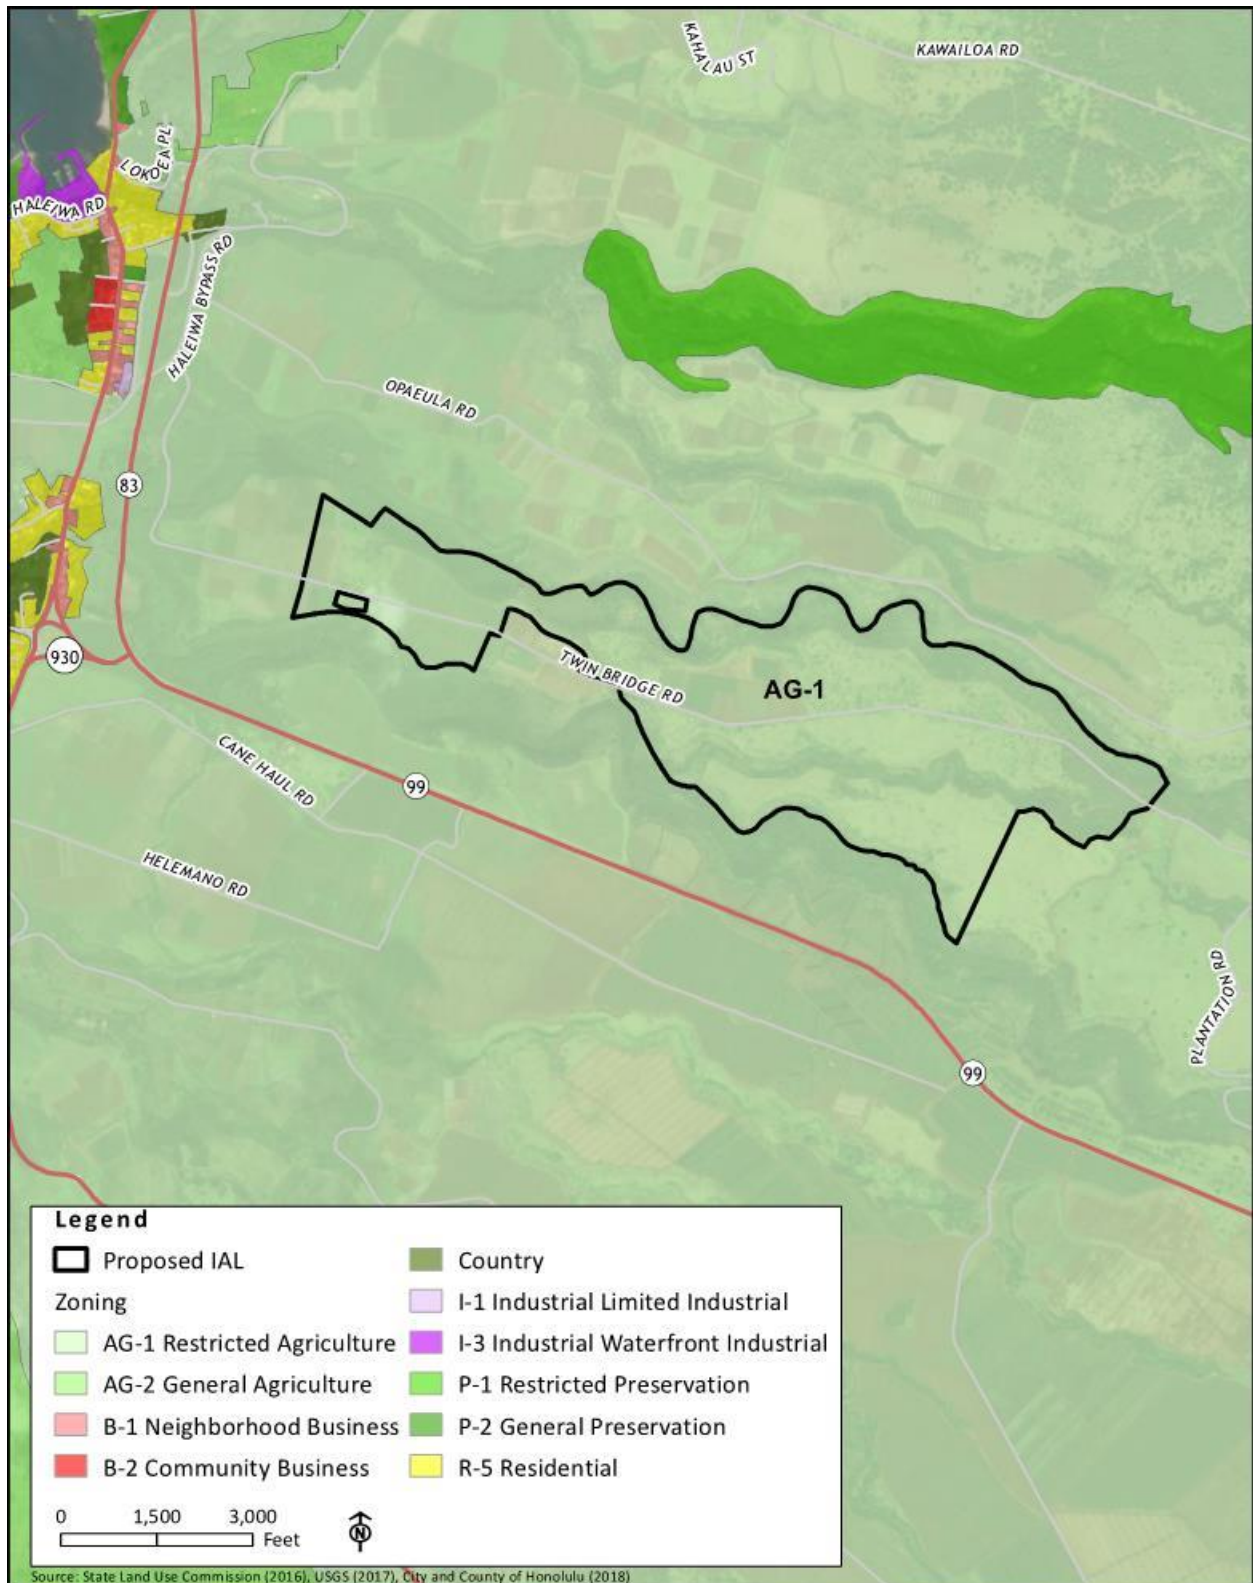 KAHALAU ST
KAWAILOA RD
LOKOEA PL
HALEIWA RD
HALEIWA BYPASS RD
OPAEULA RD
83
930
TWIN BRIDGE RD
AG-1
CANE HAUL RD
99
HELEMANO RD
PLANTATION RD
99
Legend
Proposed IAL
Zoning
AG-1 Restricted Agriculture
AG-2 General Agriculture
B-1 Neighborhood Business
B-2 Community Business
Country
I-1 Industrial Limited Industrial
I-3 Industrial Waterfront Industrial
P-1 Restricted Preservation
P-2 General Preservation
R-5 Residential
0 1,500 3,000
Feet
N
Source: State Land Use Commission (2016), USGS (2017), City and County of Honolulu (2018)